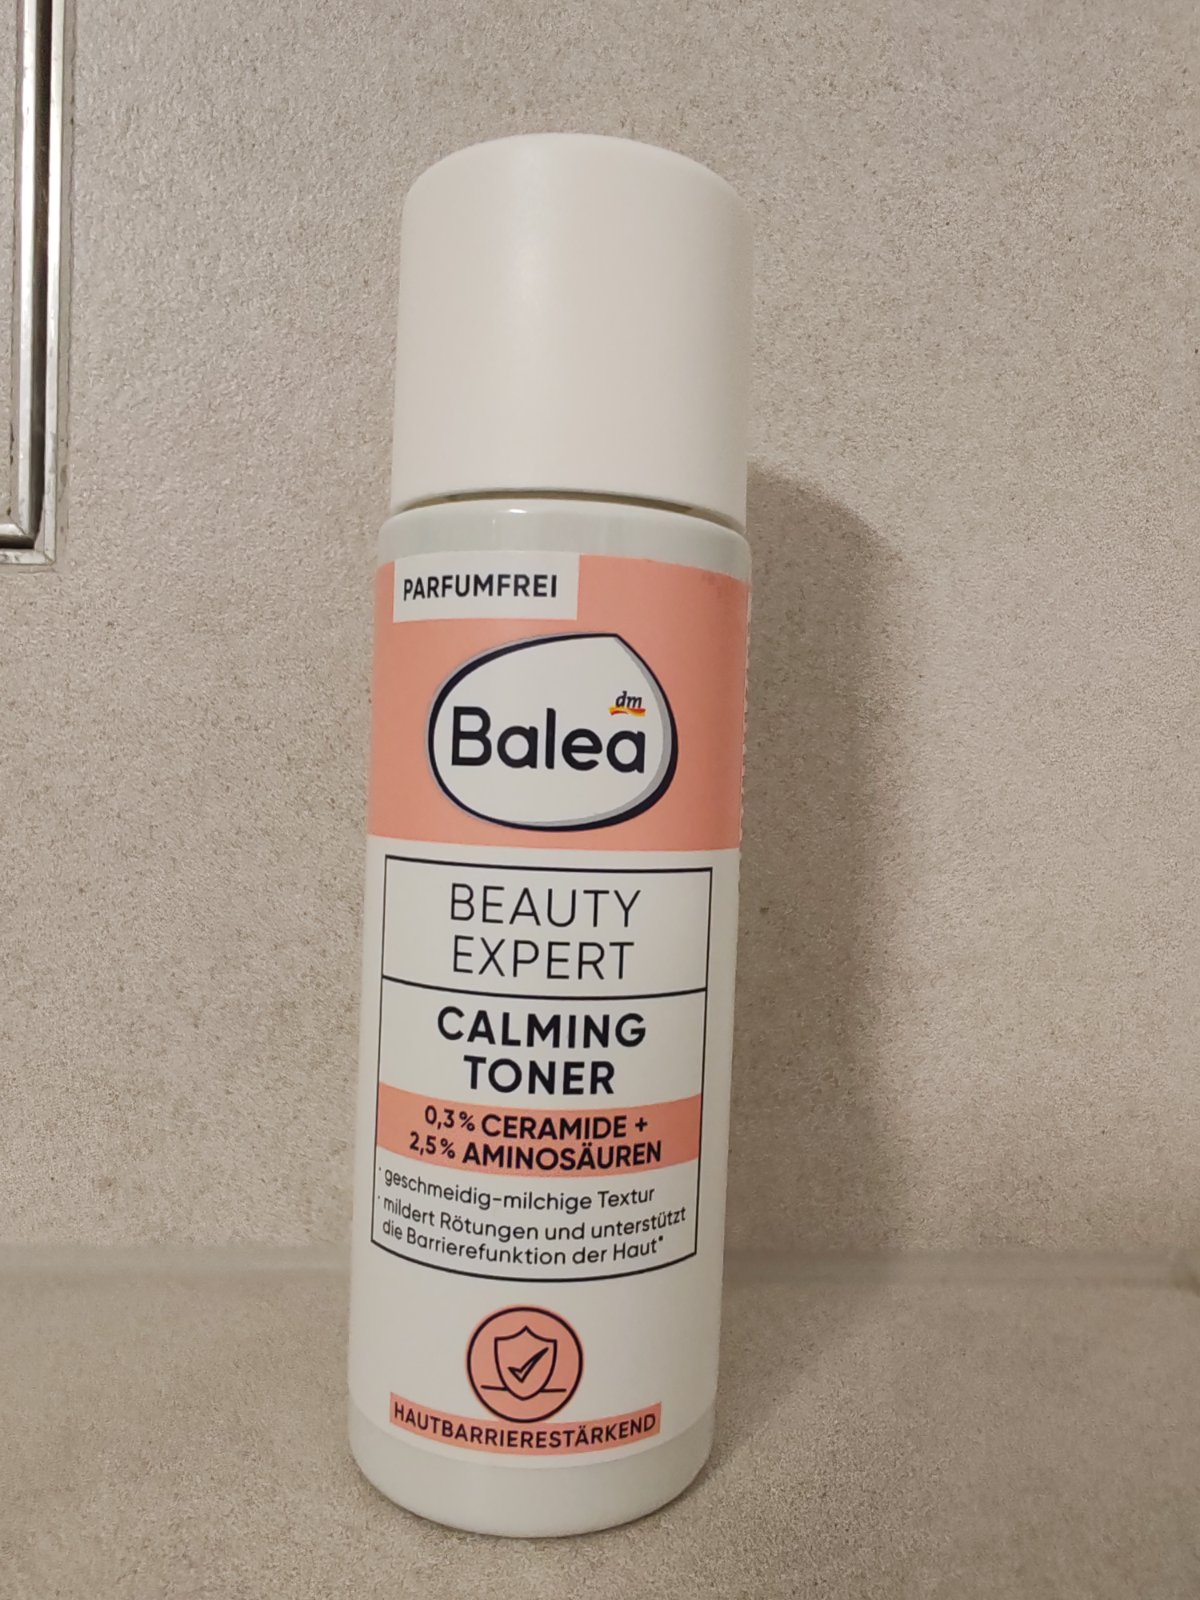 PARFUMFREI
dm
Balea
BEAUTY
EXPERT
CALMING
TONER
0,3% CERAMIDE +
2,5% AMINOSÄUREN
· geschmeidig-milchige Textur
· mildert Rötungen und unterstützt
die Barrierefunktion der Haut*
HAUTBARRIERESTÄRKEND